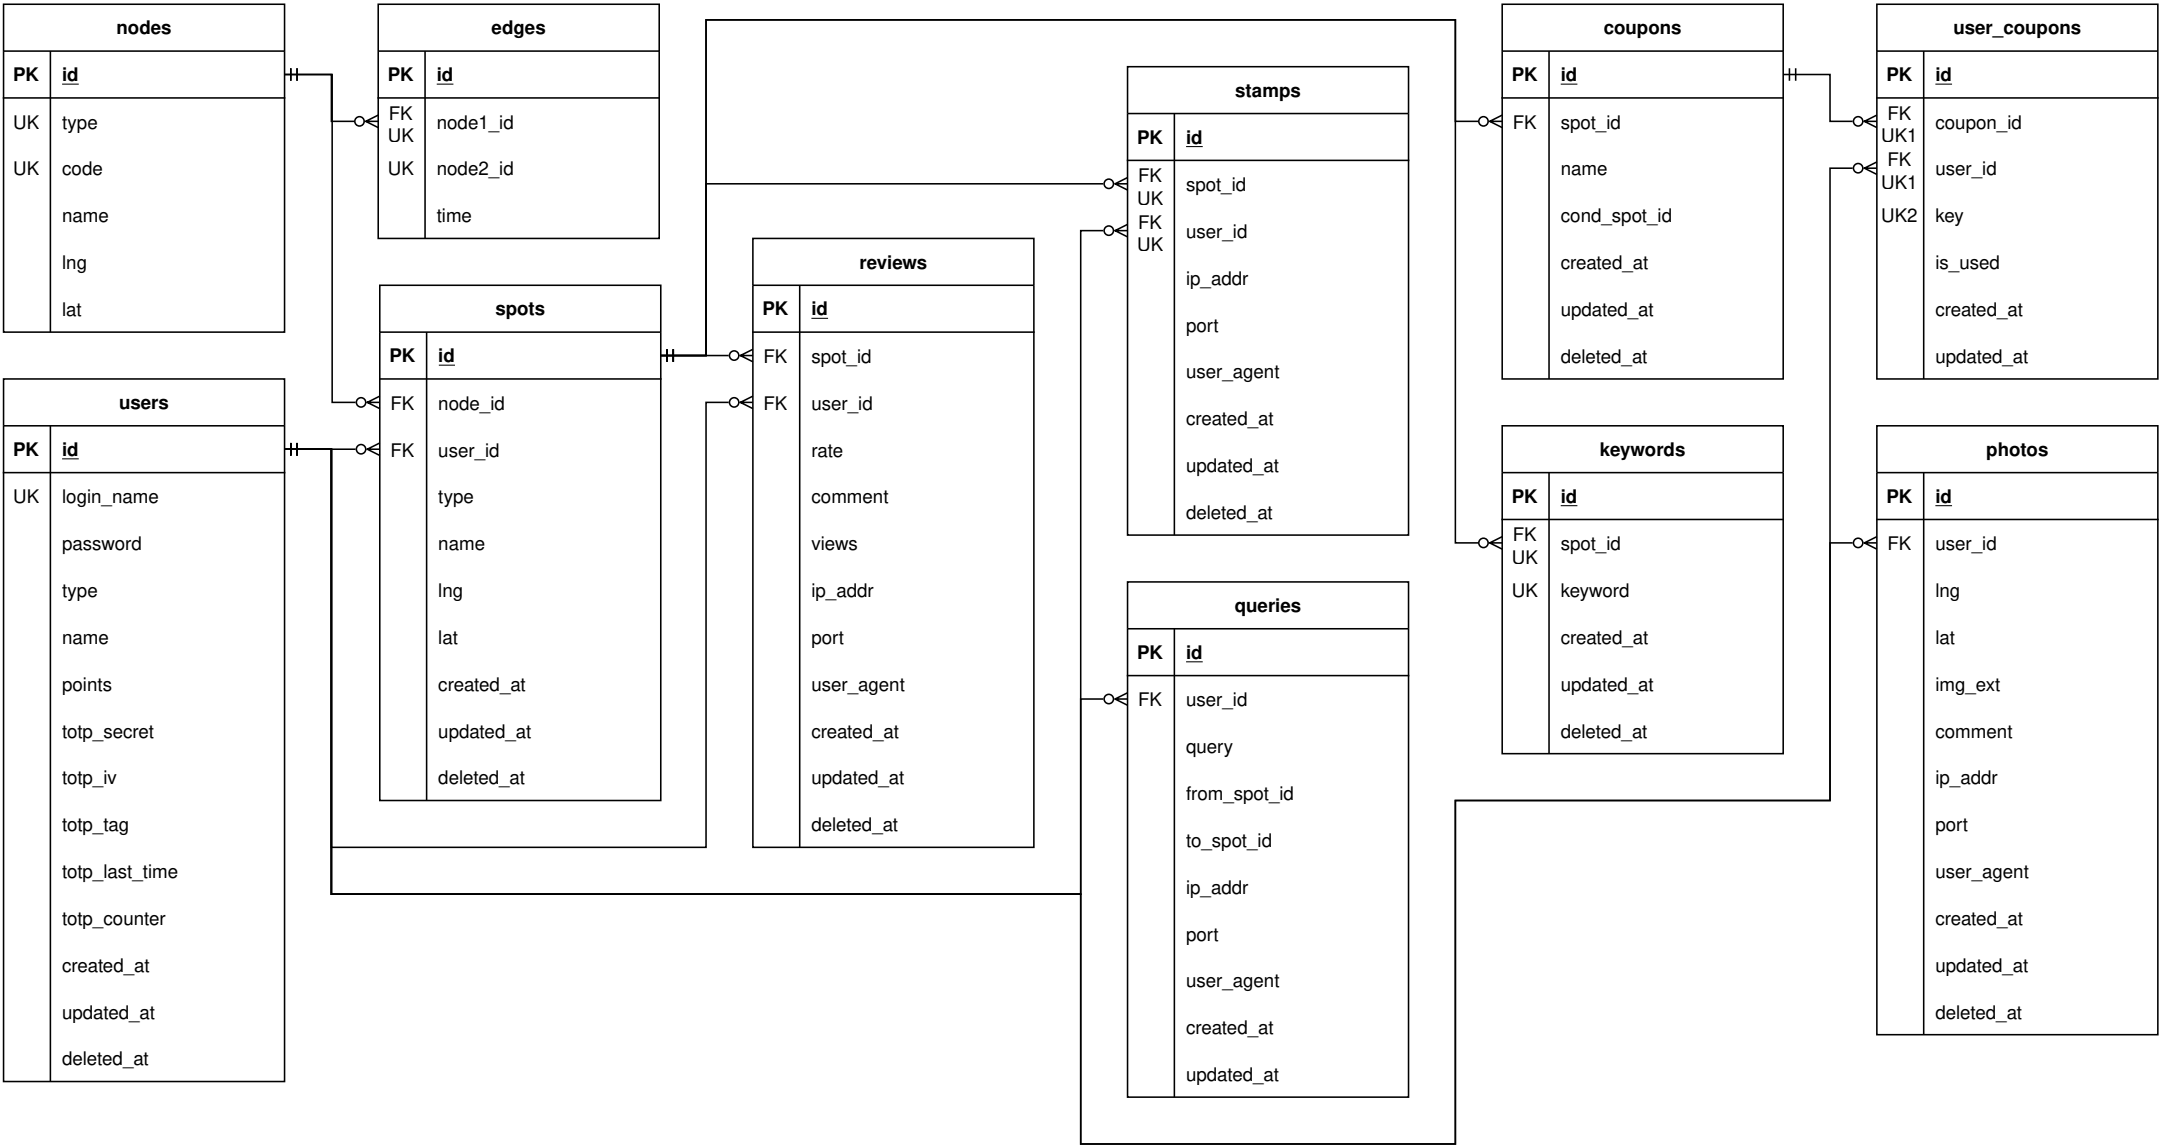 nodes
PK id
UK type
UK code
name
lng
lat
users
PK id
UK login_name
password
type
name
points
totp_secret
totp_iv
totp_tag
totp_last_time
totp_counter
created_at
updated_at
deleted_at
edges
PK id
FK
UK node1_id
UK node2_id
time
spots
PK id
FK node_id
FK user_id
type
name
lng
lat
created_at
updated_at
deleted_at
reviews
PK id
FK spot_id
FK user_id
rate
comment
views
ip_addr
port
user_agent
created_at
updated_at
deleted_at
stamps
PK id
FK
UK spot_id
FK
UK user_id
ip_addr
port
user_agent
created_at
updated_at
deleted_at
queries
PK id
FK user_id
query
from_spot_id
to_spot_id
ip_addr
port
user_agent
created_at
updated_at
coupons
PK id
FK spot_id
name
cond_spot_id
created_at
updated_at
deleted_at
keywords
PK id
FK
UK spot_id
UK keyword
created_at
updated_at
deleted_at
user_coupons
PK id
FK
UK1 coupon_id
FK
UK1 user_id
UK2 key
is_used
created_at
updated_at
photos
PK id
FK user_id
lng
lat
img_ext
comment
ip_addr
port
user_agent
created_at
updated_at
deleted_at